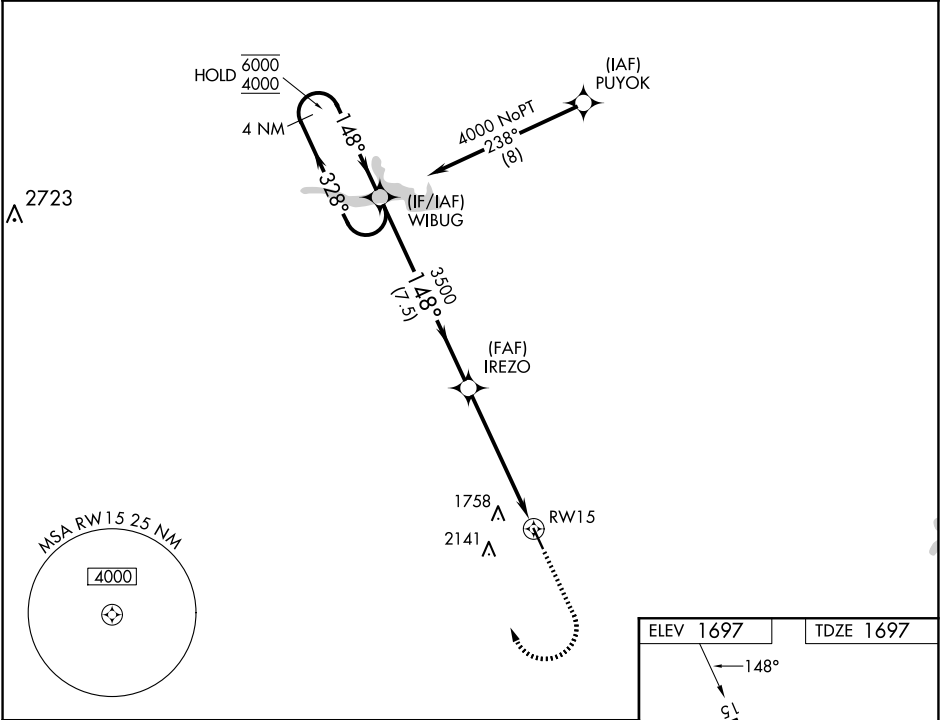 HOLD 6000
4000
4 NM
148°
328°
(IAF)
PUYOK
4000 NoPT
238°
(8)
2723
(IF/IAF)
WIBUG
3500
148°
(7.5)
(FAF)
IREZO
1758
2141
RW15
MSA RW15 25 NM
4000
ELEV 1697
TDZE 1697
148°
15